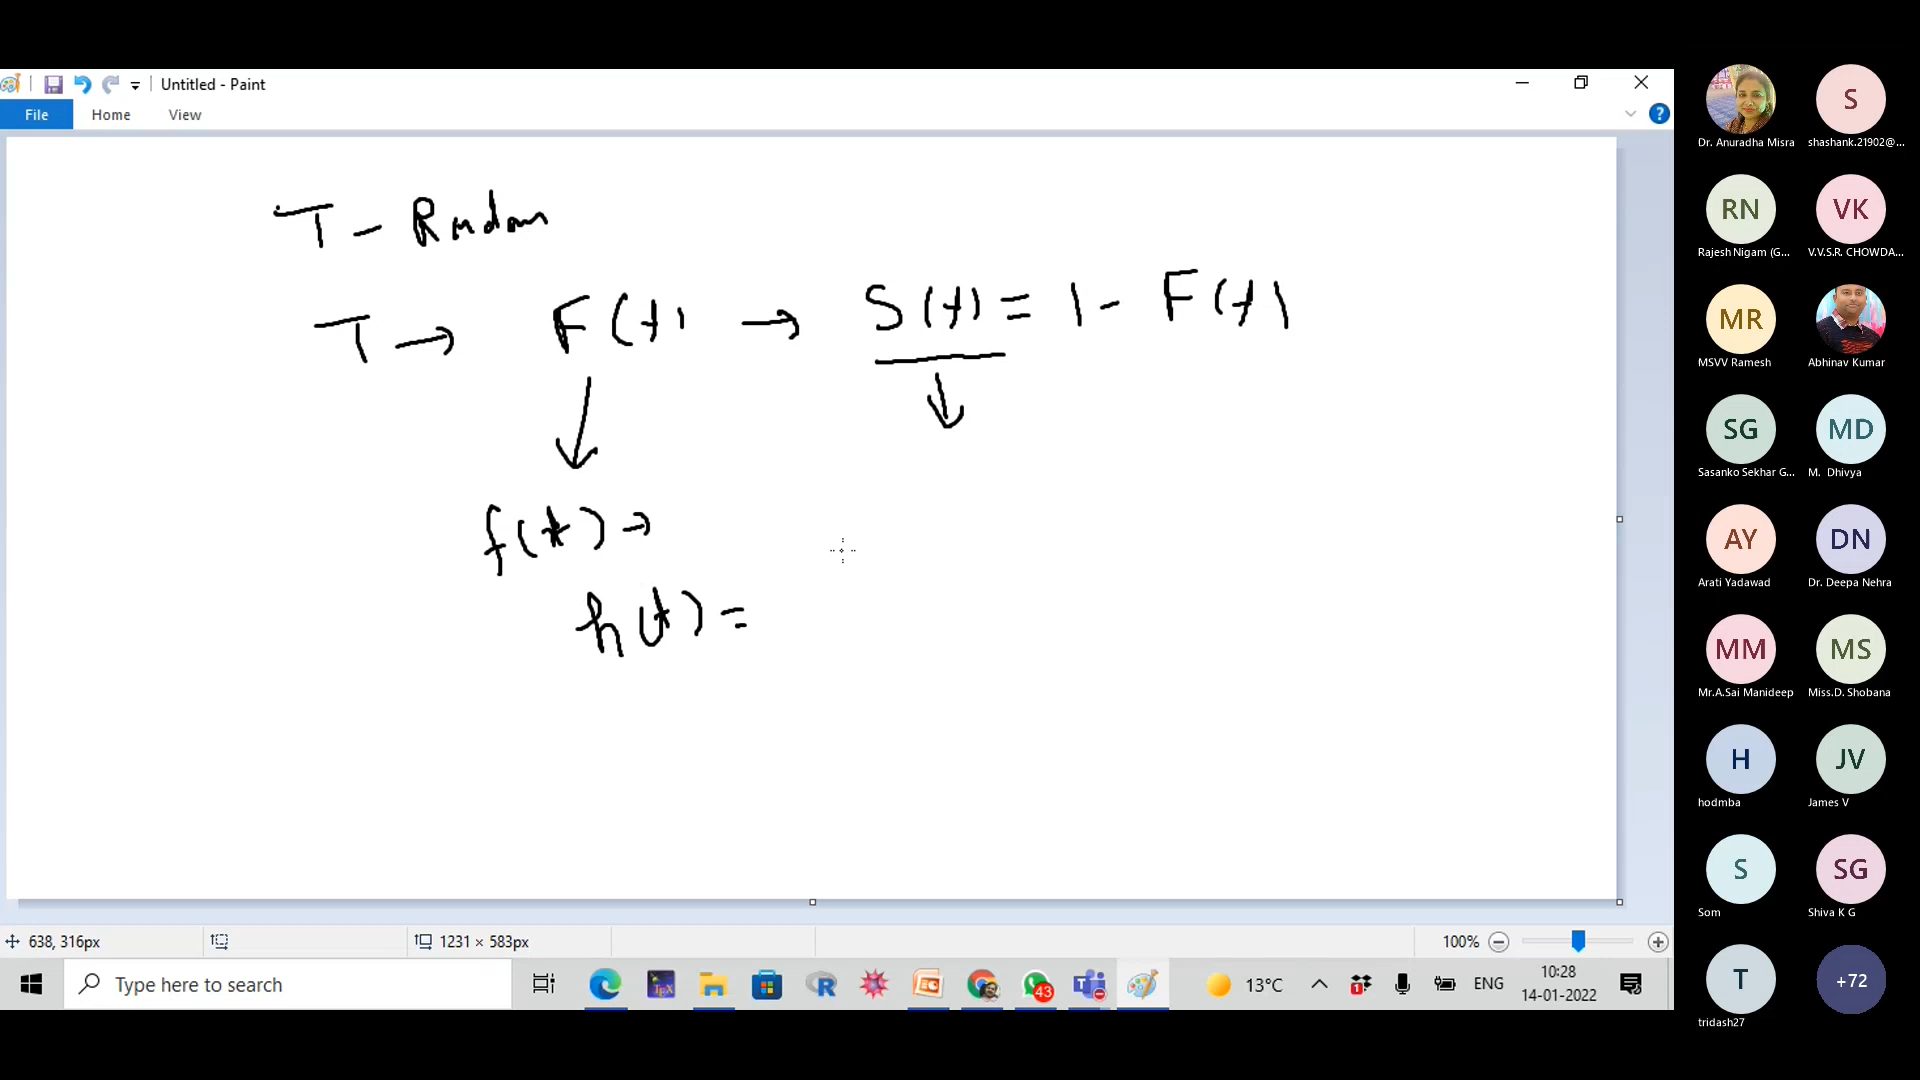 Untitled - Paint
File Home View
T - Random
T → F(t) → S(t) = 1 - F(t)
f(t) →
h(t) =
Dr. Anuradha Misra
S
shashank.21902@...
RN
Rajesh Nigam (G...
VK
V.V.S.R. CHOWDA...
MR
MSVV Ramesh
Abhinav Kumar
SG
Sasanko Sekhar G...
MD
M. Dhivya
AY
Arati Yadawad
DN
Dr. Deepa Nehra
MM
Mr.A.Sai Manideep
MS
Miss.D. Shobana
H
hodmba
JV
James V
S
Som
SG
Shiva K G
T
tridash27
+72
638, 316px
1231 × 583px
100%
Type here to search
43
1
13°C
ENG
10:28
14-01-2022